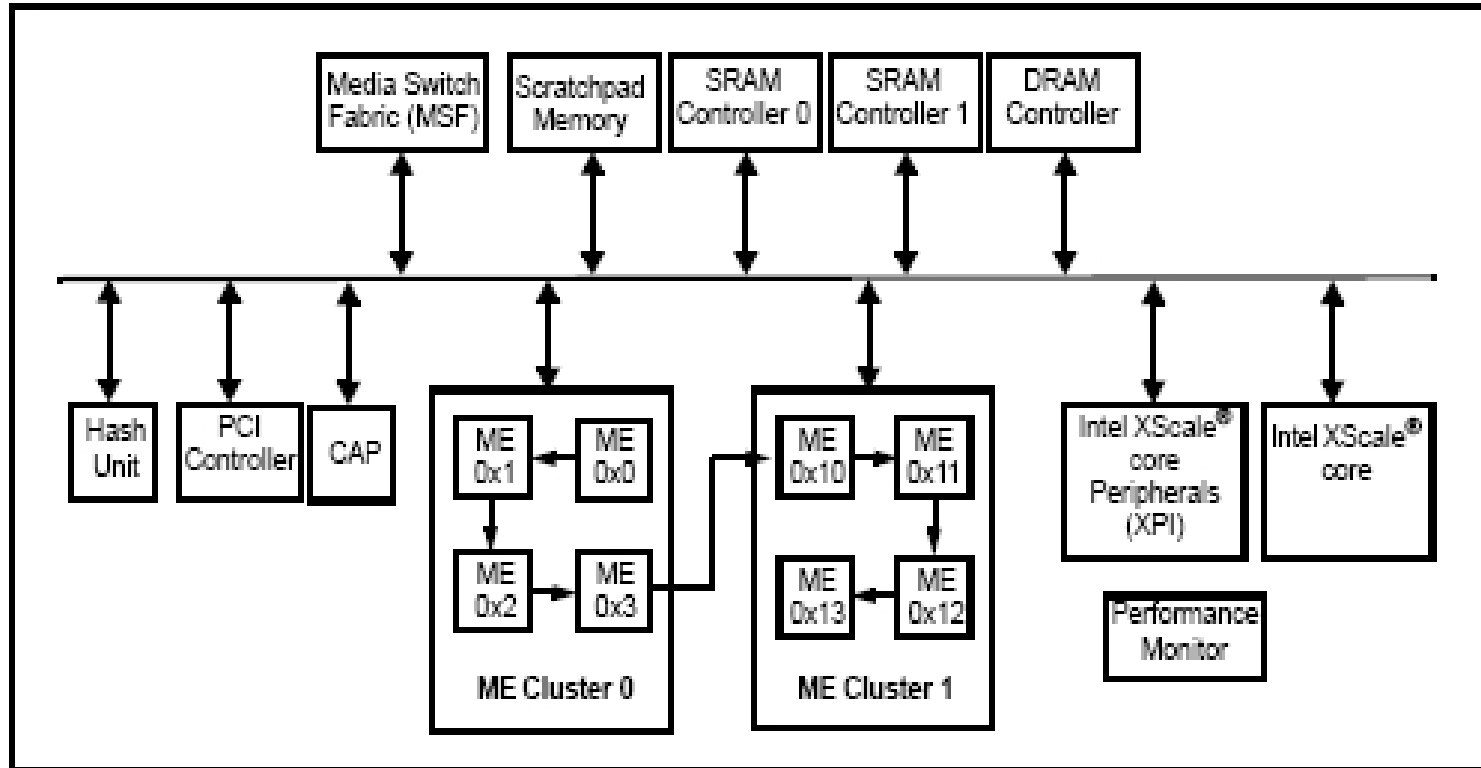 Media Switch
Fabric (MSF)
Scratchpad
Memory
SRAM
Controller 0
SRAM
Controller 1
DRAM
Controller
Hash
Unit
PCI
Controller
CAP
ME
0x1
ME
0x0
ME
0x2
ME
0x3
ME Cluster 0
ME
0x10
ME
0x11
ME
0x13
ME
0x12
ME Cluster 1
Intel XScale®
core
Peripherals
(XPI)
Intel XScale®
core
Performance
Monitor